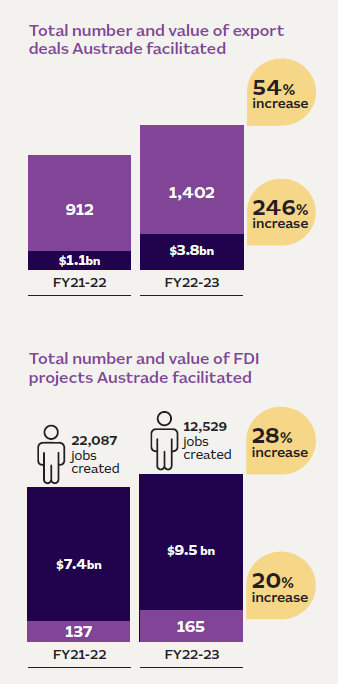 Total number and value of export
deals Austrade facilitated
54%
increase
912
1,402
246%
increase
$1.1bn
$3.8bn
FY21-22
FY22-23
Total number and value of FDI
projects Austrade facilitated
22,087
jobs
created
12,529
jobs
created
28%
increase
$7.4bn
$9.5 bn
20%
increase
137
165
FY21-22
FY22-23